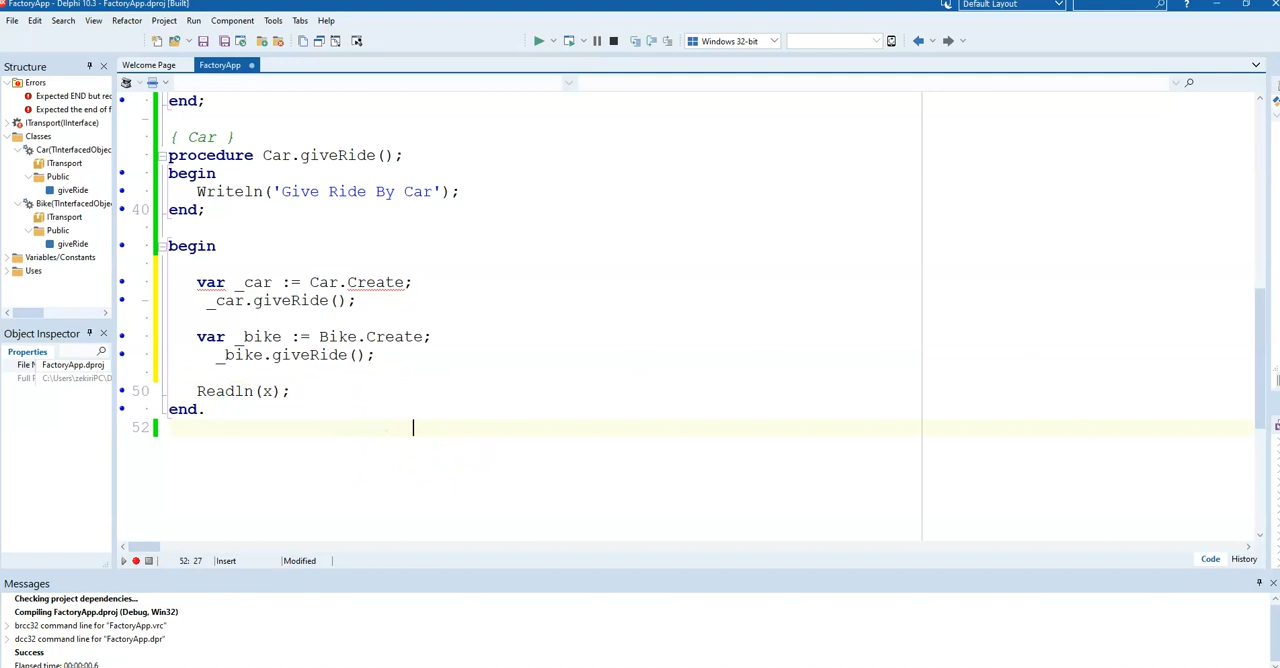 FactoryApp - Delphi 10.3 - FactoryApp.dproj [Built]
Default Layout
File Edit Search View Refactor Project Run Component Tools Tabs Help
Windows 32-bit
Structure
Welcome Page FactoryApp
Errors
Expected END but rec
Expected the end of f
ITransport(IInterface)
Classes
Car(TInterfacedObjec
ITransport
Public
giveRide
Bike(TInterfacedObje
ITransport
Public
giveRide
Variables/Constants
Uses
Object Inspector
Properties
File N FactoryApp.dproj
Full P C:\Users\zekiriPC\D
end;
{ Car }
procedure Car.giveRide();
begin
Writeln('Give Ride By Car');
40 end;
begin
var _car := Car.Create;
_car.giveRide();
var _bike := Bike.Create;
_bike.giveRide();
50 Readln(x);
end.
52
52: 27 Insert Modified
Code History
Messages
Checking project dependencies...
Compiling FactoryApp.dproj (Debug, Win32)
brcc32 command line for "FactoryApp.vrc"
dcc32 command line for "FactoryApp.dpr"
Success
Elapsed time: 00:00:00.6